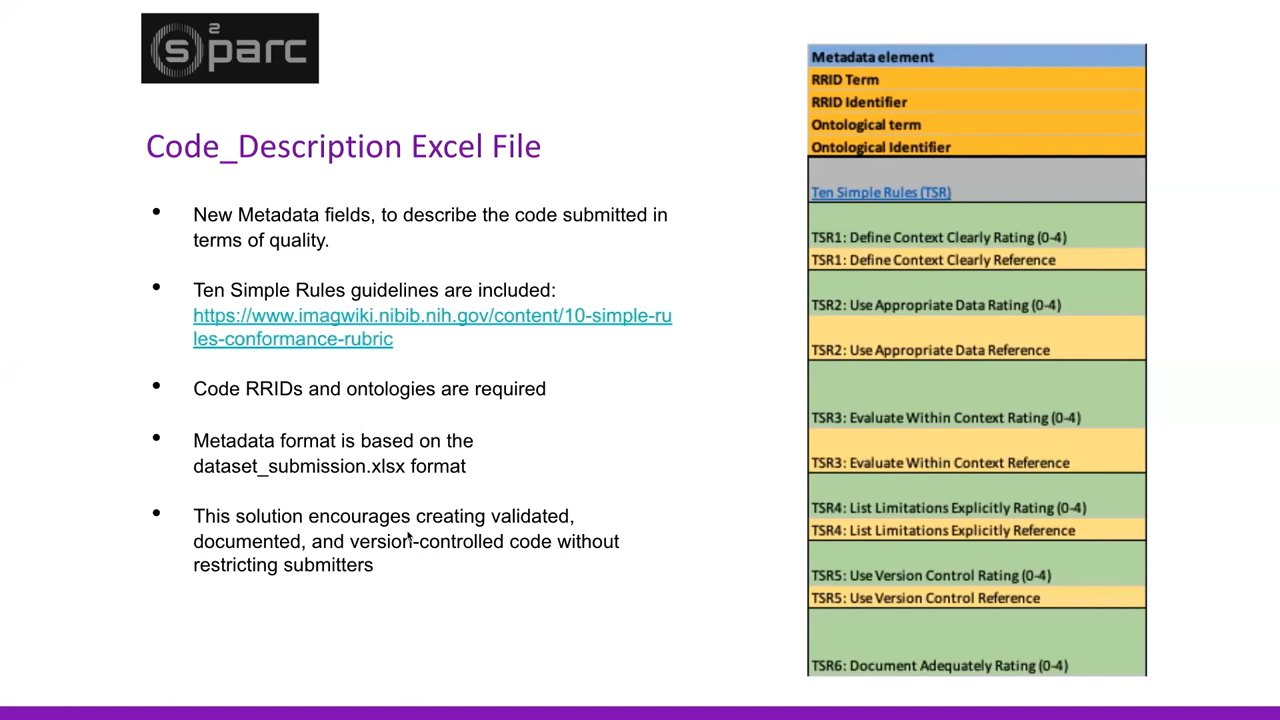 s2parc
Code_Description Excel File
• New Metadata fields, to describe the code submitted in
terms of quality.
• Ten Simple Rules guidelines are included:
https://www.imagwiki.nibib.nih.gov/content/10-simple-ru
les-conformance-rubric
• Code RRIDs and ontologies are required
• Metadata format is based on the
dataset_submission.xlsx format
• This solution encourages creating validated,
documented, and version-controlled code without
restricting submitters
Metadata element
RRID Term
RRID Identifier
Ontological term
Ontological Identifier
Ten Simple Rules (TSR)
TSR1: Define Context Clearly Rating (0-4)
TSR1: Define Context Clearly Reference
TSR2: Use Appropriate Data Rating (0-4)
TSR2: Use Appropriate Data Reference
TSR3: Evaluate Within Context Rating (0-4)
TSR3: Evaluate Within Context Reference
TSR4: List Limitations Explicitly Rating (0-4)
TSR4: List Limitations Explicitly Reference
TSR5: Use Version Control Rating (0-4)
TSR5: Use Version Control Reference
TSR6: Document Adequately Rating (0-4)